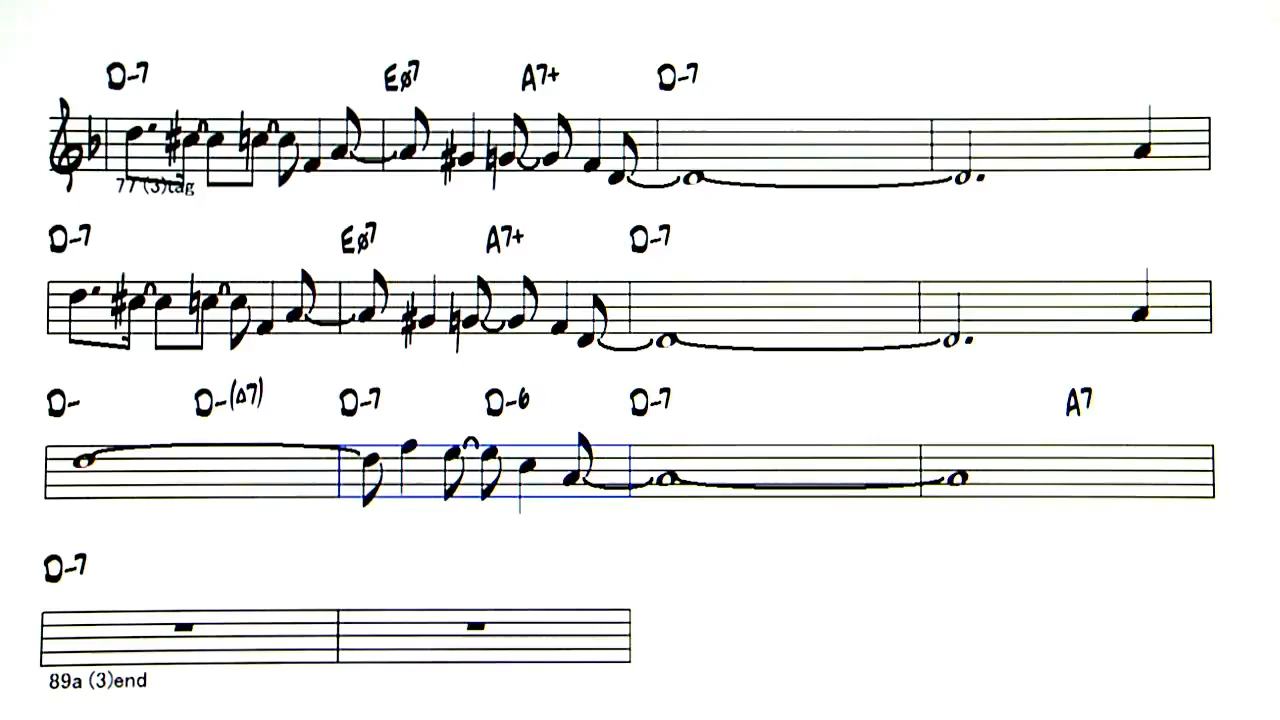 D-7 Eø7 A7+ D-7
77 (3)tag
D-7 Eø7 A7+ D-7
D- D-(Δ7) D-7 D-6 D-7 A7
D-7
89a (3)end